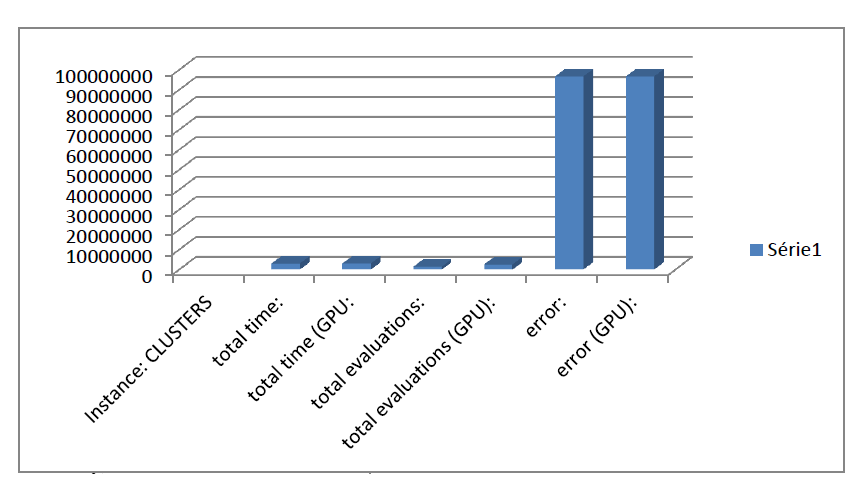 100000000
90000000
80000000
70000000
60000000
50000000
40000000
30000000
20000000
10000000
0
Instance: CLUSTERS
total time:
total time (GPU:
total evaluations:
total evaluations (GPU):
error:
error (GPU):
Série1